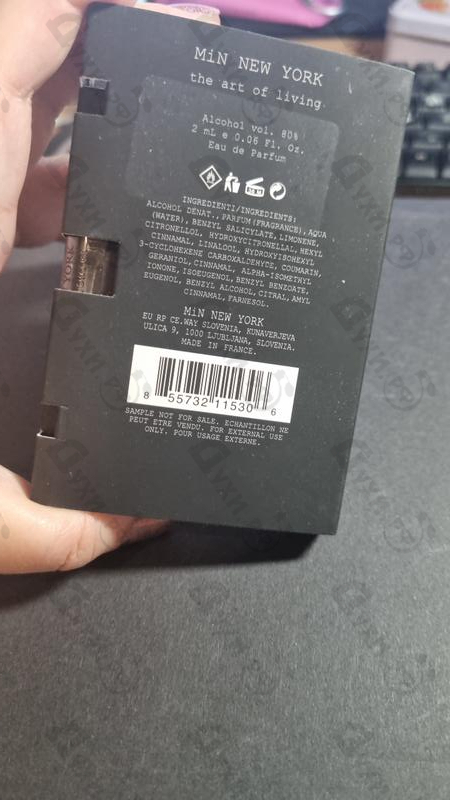 MiN NEW YORK
the art of living
Alcohol vol. 80%
2 mL e 0.06 Fl. Oz.
Eau de Parfum
INGREDIENTI/INGREDIENTS:
ALCOHOL DENAT., PARFUM (FRAGRANCE), AQUA
(WATER), BENZYL SALICYLATE, LIMONENE,
CITRONELLOL, HYDROXYCITRONELLAL, HEXYL
CINNAMAL, LINALOOL, HYDROXYISOHEXYL
3-CYCLOHEXENE CARBOXALDEHYDE, COUMARIN,
GERANIOL, CINNAMAL, ALPHA-ISOMETHYL
IONONE, ISOEUGENOL, BENZYL BENZOATE,
EUGENOL, BENZYL ALCOHOL, CITRAL, AMYL
CINNAMAL, FARNESOL.
MiN NEW YORK
EU RP CE.WAY SLOVENIA, KUNAVERJEVA
ULICA 9, 1000 LJUBLJANA, SLOVENIA.
MADE IN FRANCE.
8 55732 11530 6
SAMPLE NOT FOR SALE. ECHANTILLON NE
PEUT ETRE VENDU. FOR EXTERNAL USE
ONLY. POUR USAGE EXTERNE.